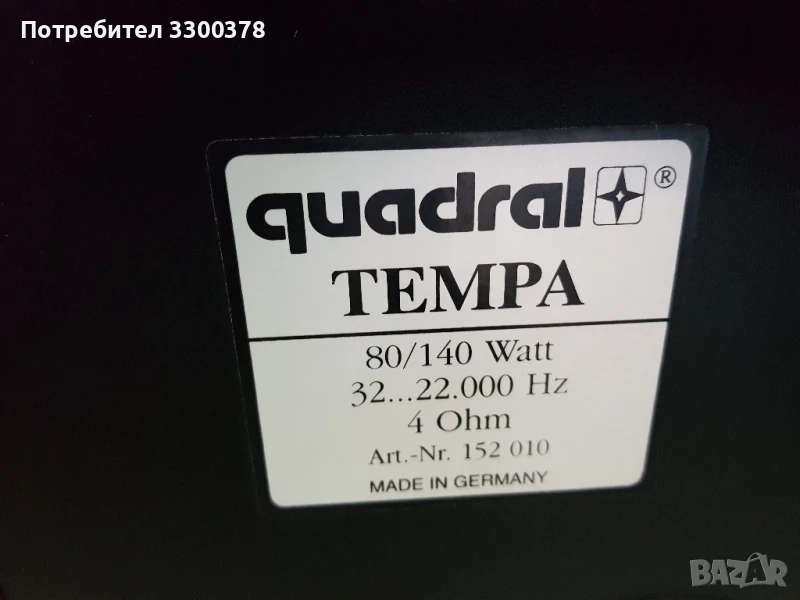 Потребител 3300378
quadral ®
TEMPA
80/140 Watt
32...22.000 Hz
4 Ohm
Art.-Nr. 152 010
MADE IN GERMANY
BAZAR